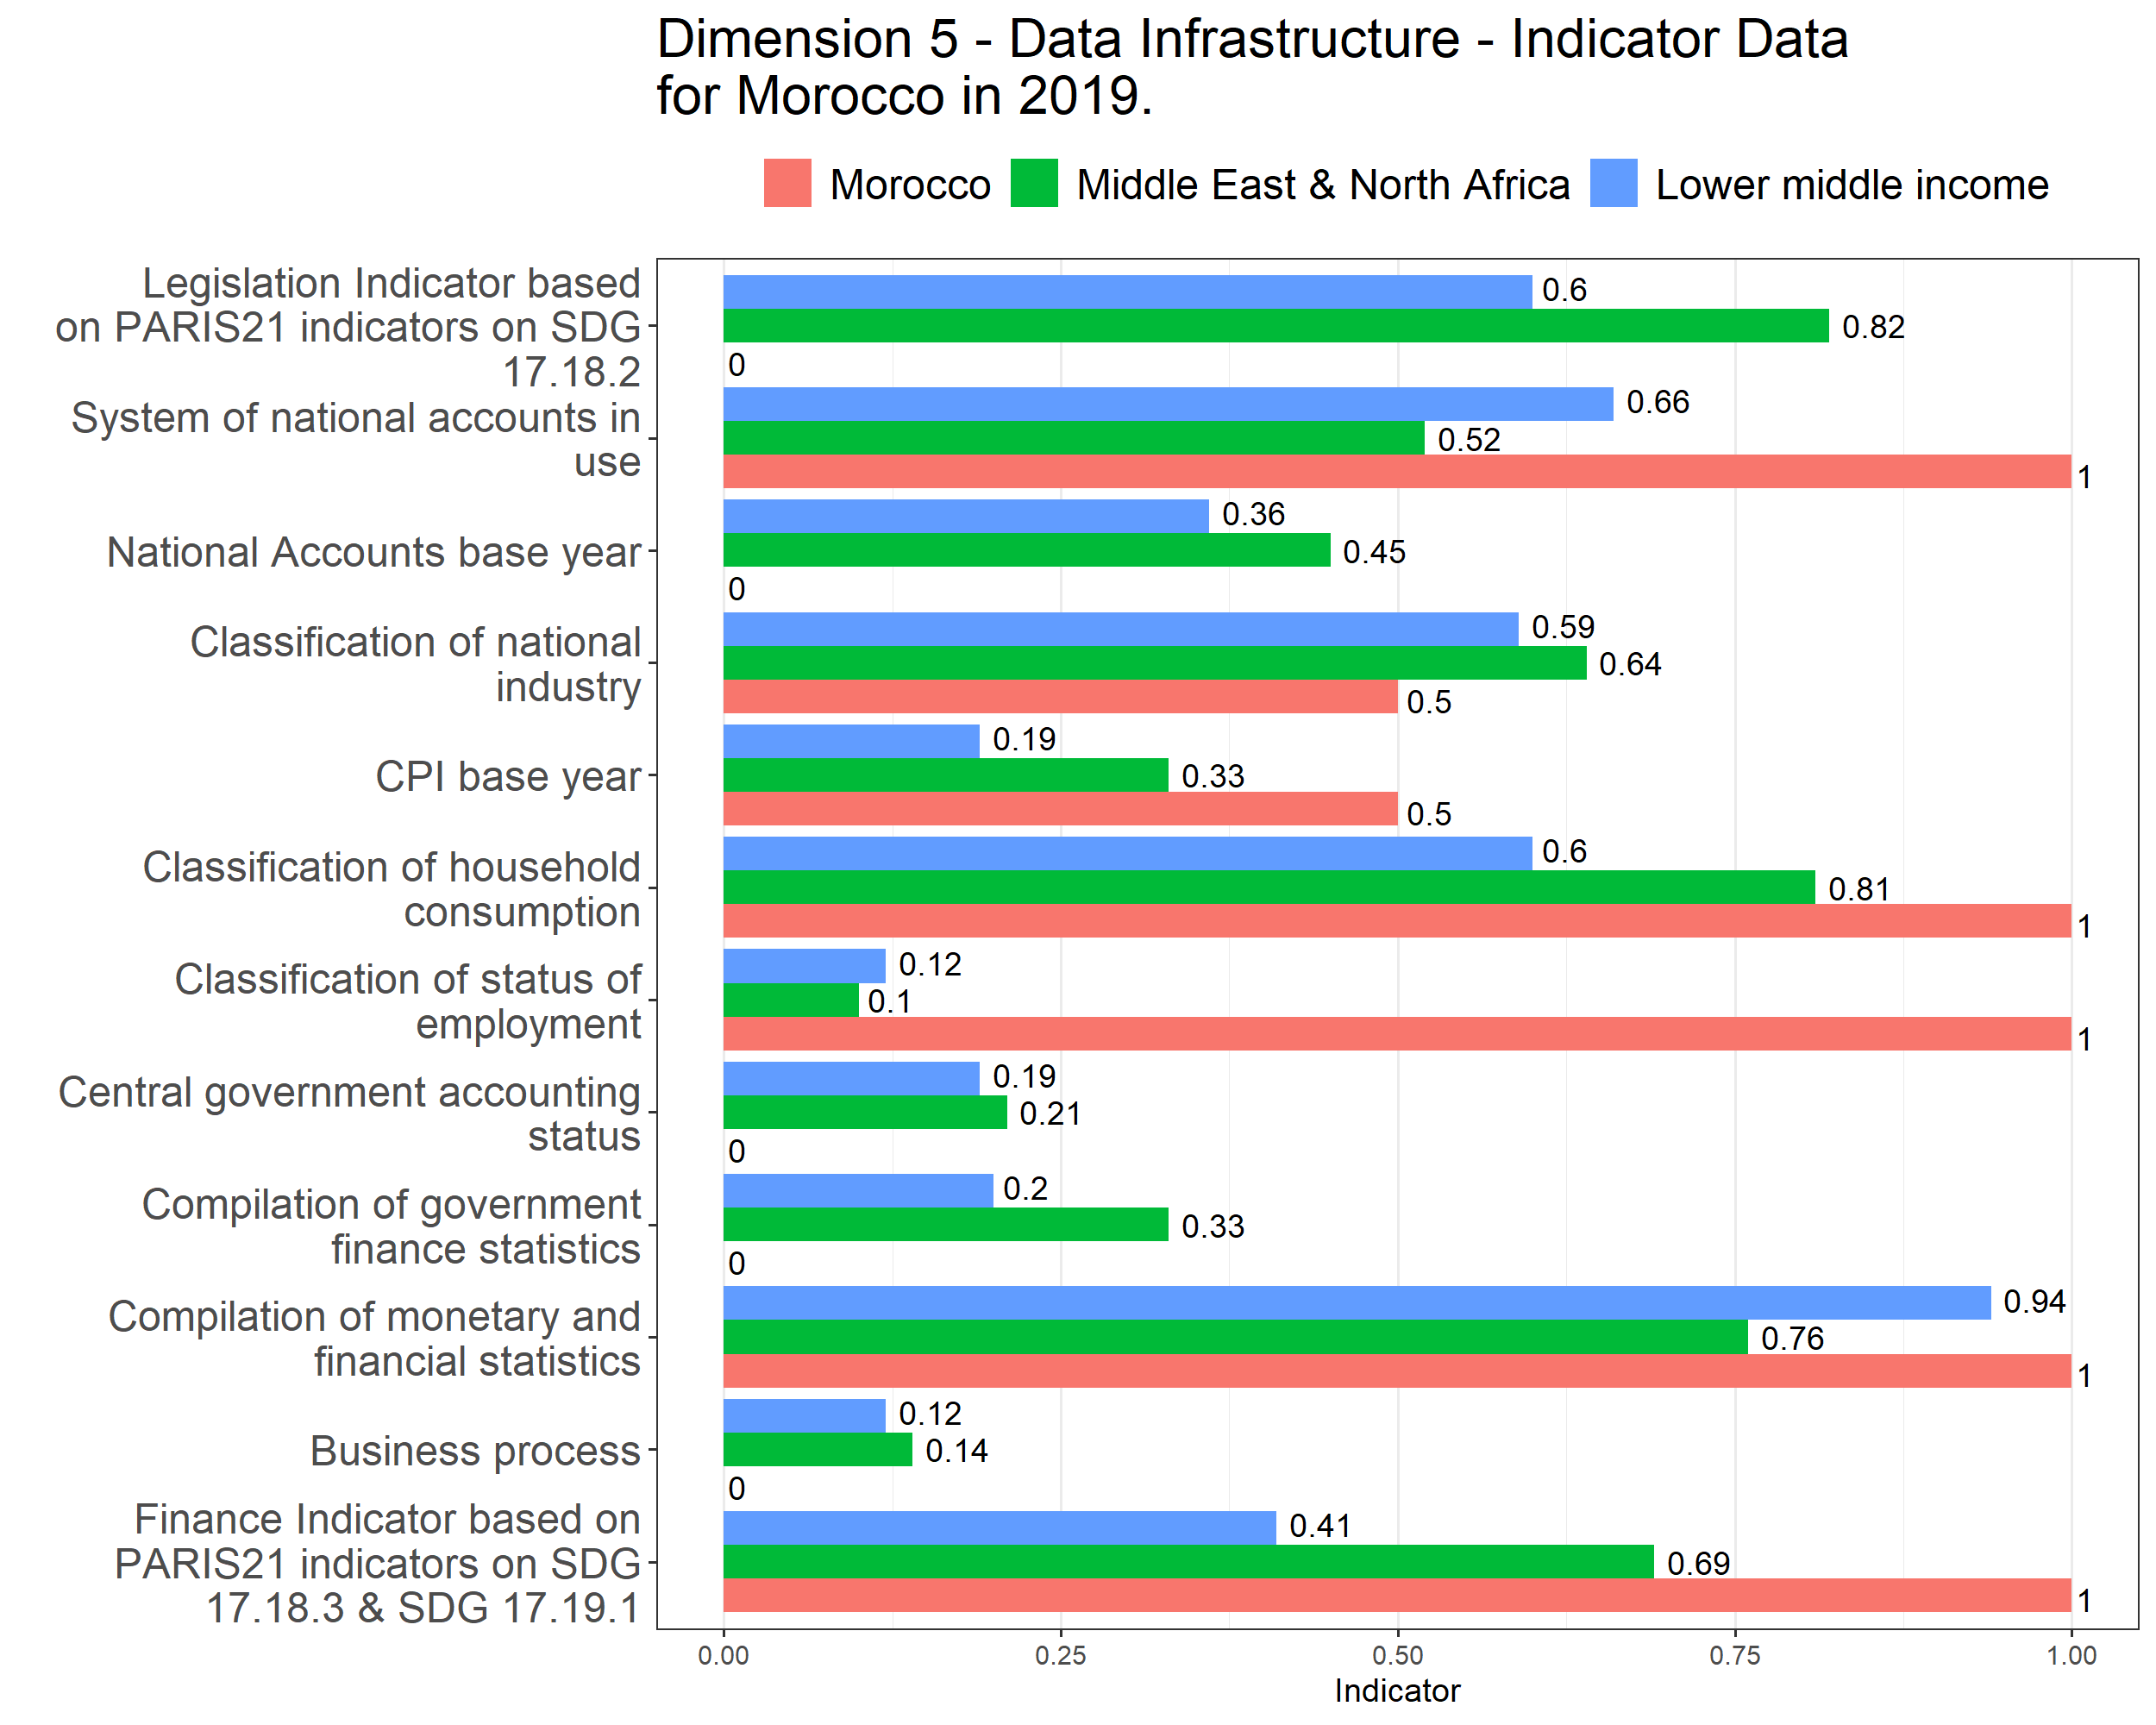 Dimension 5 - Data Infrastructure - Indicator Data
for Morocco in 2019.
Morocco
Middle East & North Africa
Lower middle income
Legislation Indicator based
on PARIS21 indicators on SDG
17.18.2
0.6
0.82
0
System of national accounts in
use
0.66
0.52
1
National Accounts base year
0.36
0.45
0
Classification of national
industry
0.59
0.64
0.5
CPI base year
0.19
0.33
0.5
Classification of household
consumption
0.6
0.81
1
Classification of status of
employment
0.12
0.1
1
Central government accounting
status
0.19
0.21
0
Compilation of government
finance statistics
0.2
0.33
0
Compilation of monetary and
financial statistics
0.94
0.76
1
Business process
0.12
0.14
0
Finance Indicator based on
PARIS21 indicators on SDG
17.18.3 & SDG 17.19.1
0.41
0.69
1
0.00
0.25
0.50
0.75
1.00
Indicator